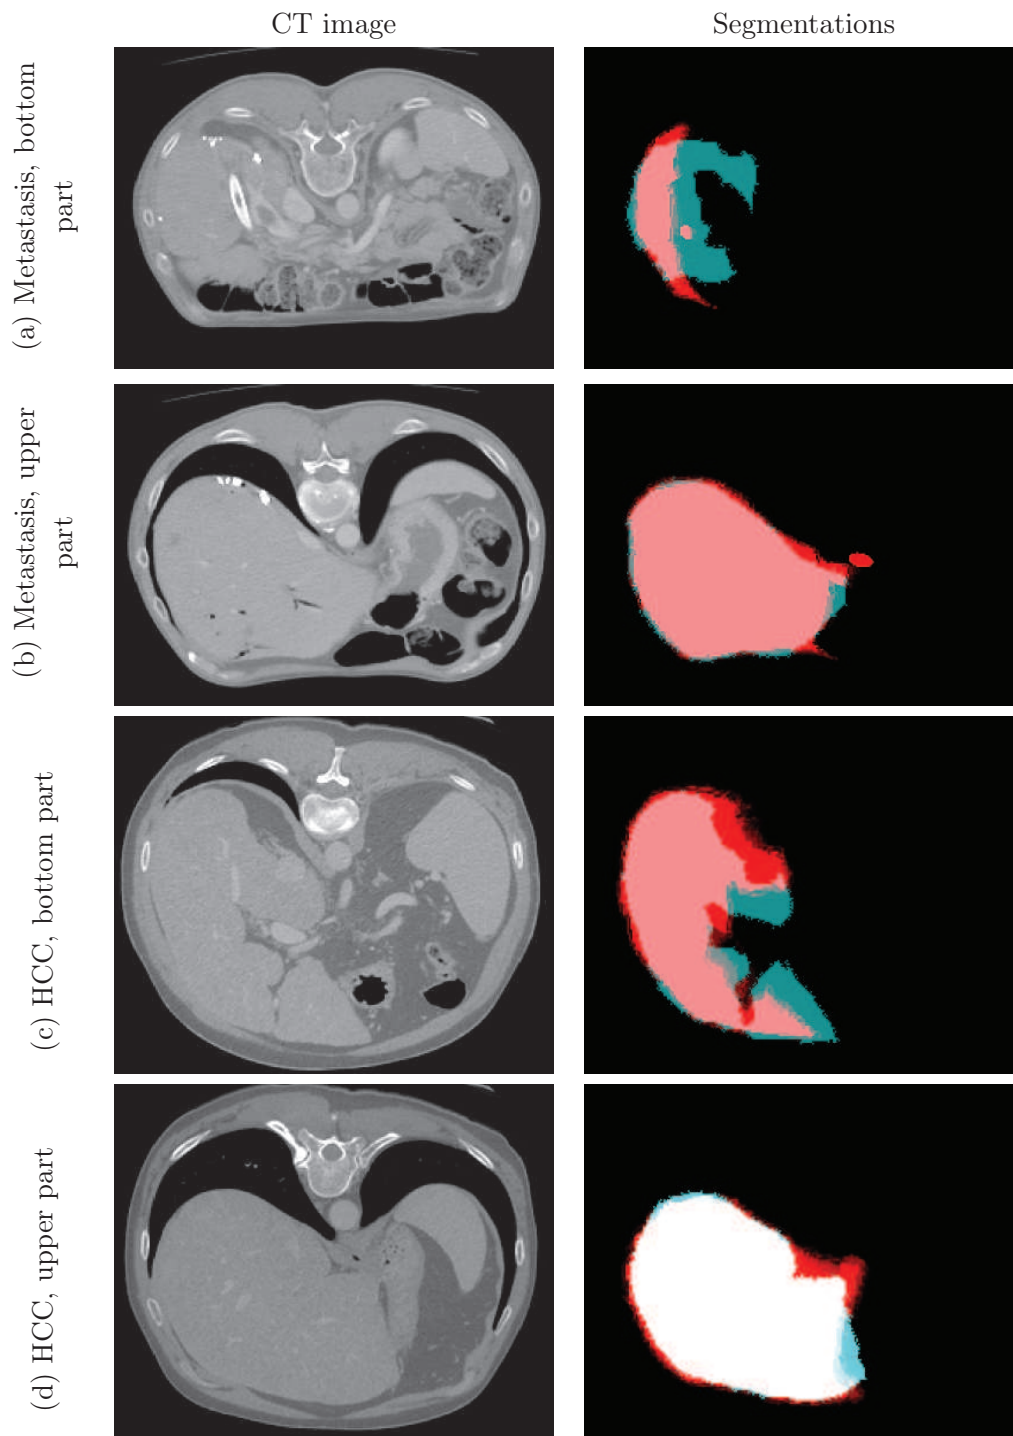 CT image
Segmentations
(a) Metastasis, bottom
part
(b) Metastasis, upper
part
(c) HCC, bottom part
(d) HCC, upper part